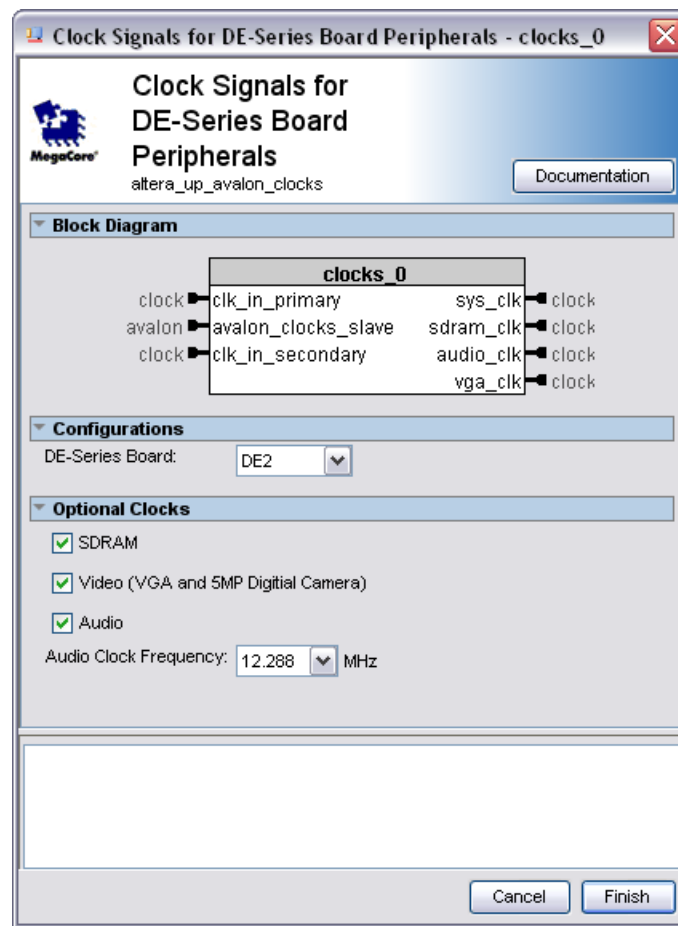 Clock Signals for DE-Series Board Peripherals - clocks_0
Clock Signals for
DE-Series Board
Peripherals
MegaCore®
altera_up_avalon_clocks
Documentation
Block Diagram
clocks_0
clock clk_in_primary sys_clk clock
avalon avalon_clocks_slave sdram_clk clock
clock clk_in_secondary audio_clk clock
vga_clk clock
Configurations
DE-Series Board: DE2
Optional Clocks
SDRAM
Video (VGA and 5MP Digitial Camera)
Audio
Audio Clock Frequency: 12.288 MHz
Cancel Finish